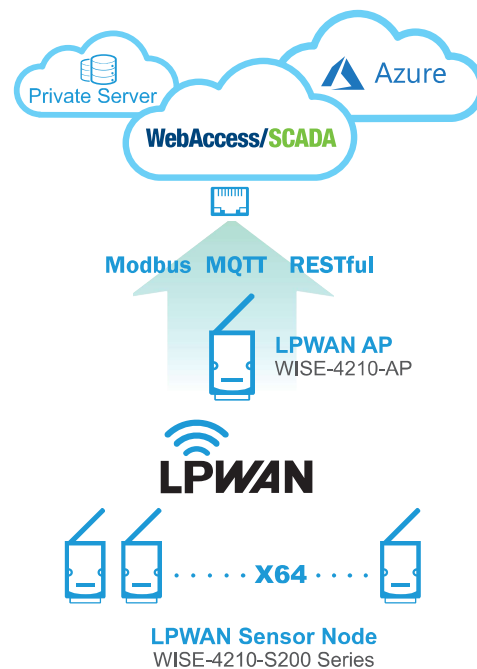 Private Server
Azure
WebAccess/SCADA
Modbus MQTT RESTful
LPWAN AP
WISE-4210-AP
LPWAN
X64
LPWAN Sensor Node
WISE-4210-S200 Series